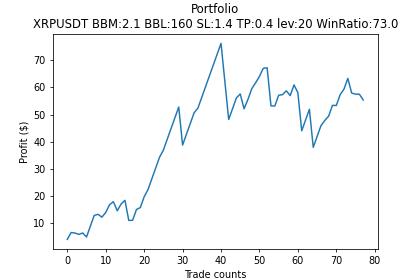 Portfolio
XRPUSDT BBM:2.1 BBL:160 SL:1.4 TP:0.4 lev:20 WinRatio:73.0
70
60
50
40
30
20
10
Profit ($)
0 10 20 30 40 50 60 70 80
Trade counts